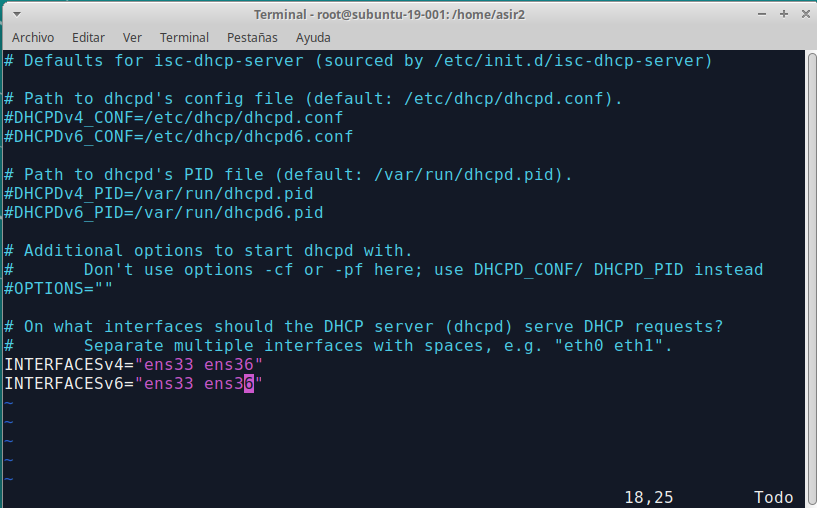 Terminal - root@subuntu-19-001: /home/asir2
Archivo Editar Ver Terminal Pestañas Ayuda
# Defaults for isc-dhcp-server (sourced by /etc/init.d/isc-dhcp-server)
# Path to dhcpd's config file (default: /etc/dhcp/dhcpd.conf).
#DHCPDv4_CONF=/etc/dhcp/dhcpd.conf
#DHCPDv6_CONF=/etc/dhcp/dhcpd6.conf
# Path to dhcpd's PID file (default: /var/run/dhcpd.pid).
#DHCPDv4_PID=/var/run/dhcpd.pid
#DHCPDv6_PID=/var/run/dhcpd6.pid
# Additional options to start dhcpd with.
#       Don't use options -cf or -pf here; use DHCPD_CONF/ DHCPD_PID instead
#OPTIONS=""
# On what interfaces should the DHCP server (dhcpd) serve DHCP requests?
#       Separate multiple interfaces with spaces, e.g. "eth0 eth1".
INTERFACESv4="ens33 ens36"
INTERFACESv6="ens33 ens36"
~
~
~
~
~
18,25 Todo